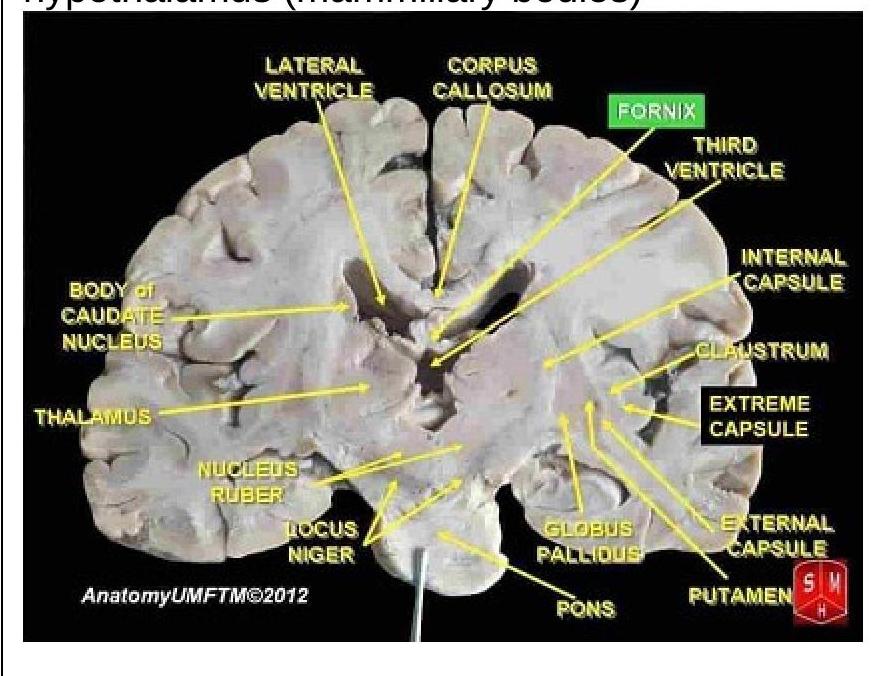 hypothalamus (mammillary bodies)
LATERAL
VENTRICLE
CORPUS
CALLOSUM
FORNIX
THIRD
VENTRICLE
INTERNAL
CAPSULE
BODY of
CAUDATE
NUCLEUS
CLAUSTRUM
THALAMUS
EXTREME
CAPSULE
NUCLEUS
RUBER
LOCUS
NIGER
GLOBUS
PALLIDUS
EXTERNAL
CAPSULE
AnatomyUMFTM©2012
PONS
PUTAMEN
S M
H